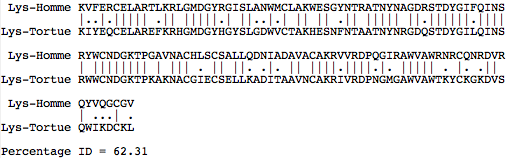 Lys-Homme KVFERCELARTLKRLGMDGYRGISLANWMCLAKWESGYNTRATNYNAGDRSTDYGIFQINS
|..:||||||..|:.||||:||.|||..|:|.||.|:|.:||.||||.|.|||||:|||
Lys-Tortue KIYEQCELAREFKRHGMDGYHGYSLGDWVCTAKHESNFNTAATNYNRGDQSTDYGILQINS
Lys-Homme RYWCNDGKTPGAVNACHLSCSALLQDNIADAVACAKRVVRDPQGIRAWVAWRNRCQNRDVR
Lys-Tortue RWWCNDGKTPKAKNACGIECSELLKADITAAVNCAKRIVRDPNGMGAWVAWTKYCKGKDVS
Lys-Homme QYVQGCGV
| ...| .
Lys-Tortue QWIKDCKL
Percentage ID = 62.31